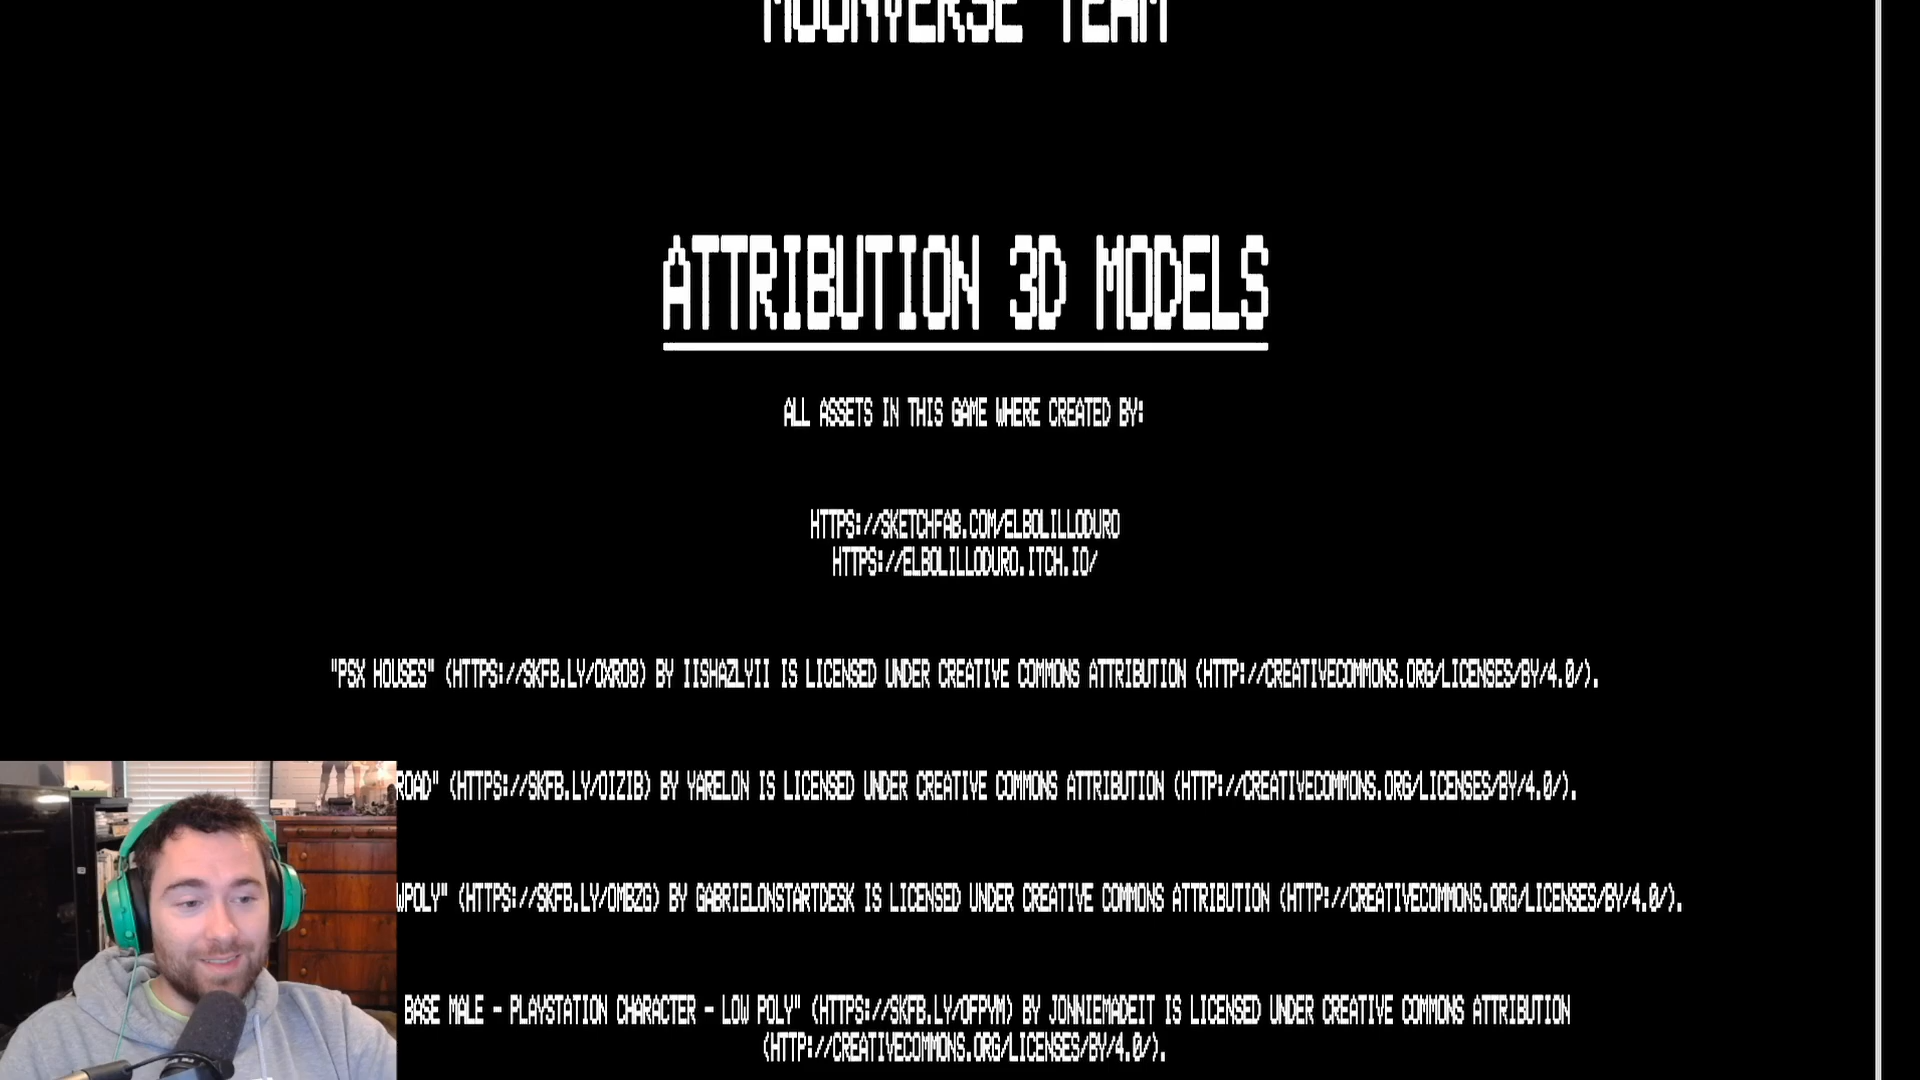 MOONVERSE TEAM
ATTRIBUTION 3D MODELS
ALL ASSETS IN THIS GAME WHERE CREATED BY:
HTTPS://SKETCHFAB.COM/ELBOLILLODURO
HTTPS://ELBOLILLODURO.ITCH.IO/
"PSX HOUSES" (HTTPS://SKFB.LY/OXRO8) BY IISHAZLYII IS LICENSED UNDER CREATIVE COMMONS ATTRIBUTION (HTTP://CREATIVECOMMONS.ORG/LICENSES/BY/4.0/).
ROAD" (HTTPS://SKFB.LY/OIZIB) BY YARELON IS LICENSED UNDER CREATIVE COMMONS ATTRIBUTION (HTTP://CREATIVECOMMONS.ORG/LICENSES/BY/4.0/).
WPOLY" (HTTPS://SKFB.LY/OMBZG) BY GABRIELONSTARTDESK IS LICENSED UNDER CREATIVE COMMONS ATTRIBUTION (HTTP://CREATIVECOMMONS.ORG/LICENSES/BY/4.0/).
BASE MALE - PLAYSTATION CHARACTER - LOW POLY" (HTTPS://SKFB.LY/OFPYM) BY JONNIEMADEIT IS LICENSED UNDER CREATIVE COMMONS ATTRIBUTION
(HTTP://CREATIVECOMMONS.ORG/LICENSES/BY/4.0/).